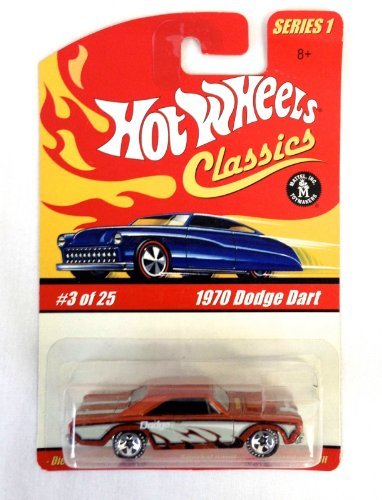 SERIES 1
8+
HOT WHEELS
Classics
MATTEL, INC.
TOYMAKERS
#3 of 25
1970 Dodge Dart
Dodge